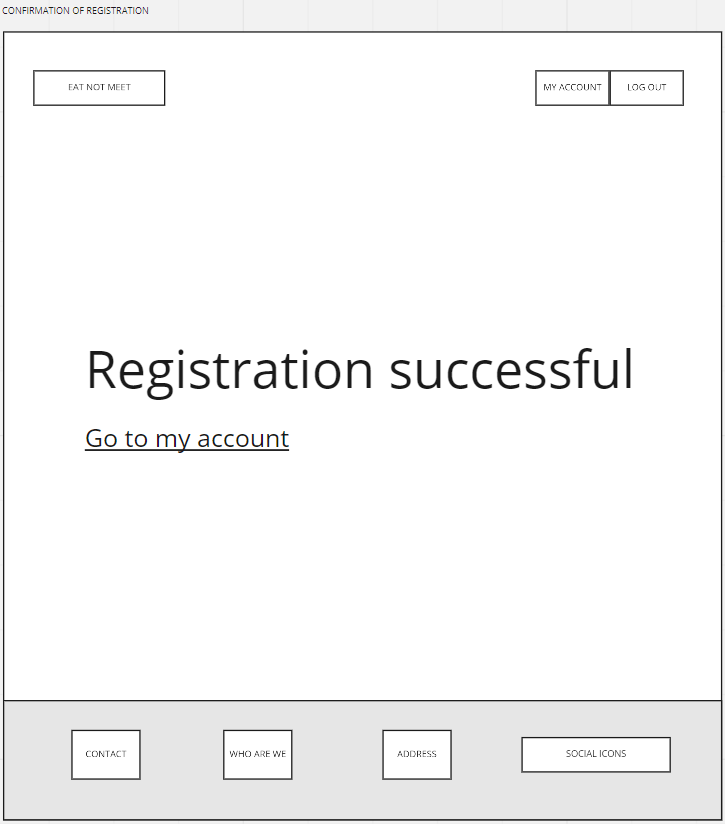 CONFIRMATION OF REGISTRATION
EAT NOT MEET
MY ACCOUNT
LOG OUT
Registration successful
Go to my account
CONTACT
WHO ARE WE
ADDRESS
SOCIAL ICONS